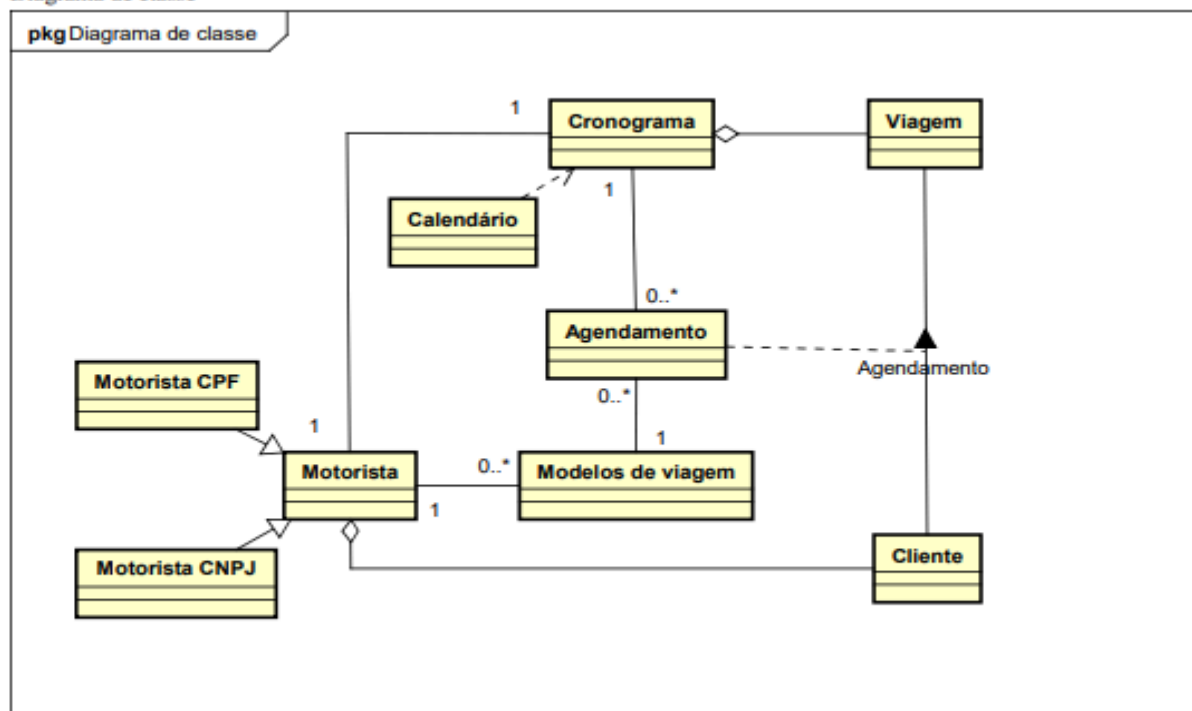 pkg Diagrama de classe
1
Cronograma
Viagem
1
Calendário
0..*
Agendamento
Agendamento
0..*
Motorista CPF
1
1
Motorista
0..*
Modelos de viagem
1
Motorista CNPJ
Cliente